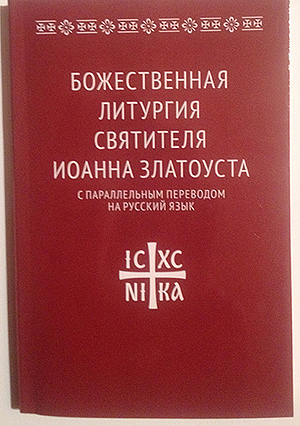 БОЖЕСТВЕННАЯ
ЛИТУРГИЯ
СВЯТИТЕЛЯ
ИОАННА ЗЛАТОУСТА
С ПАРАЛЛЕЛЬНЫМ ПЕРЕВОДОМ
НА РУССКИЙ ЯЗЫК
IC XC
NI KA